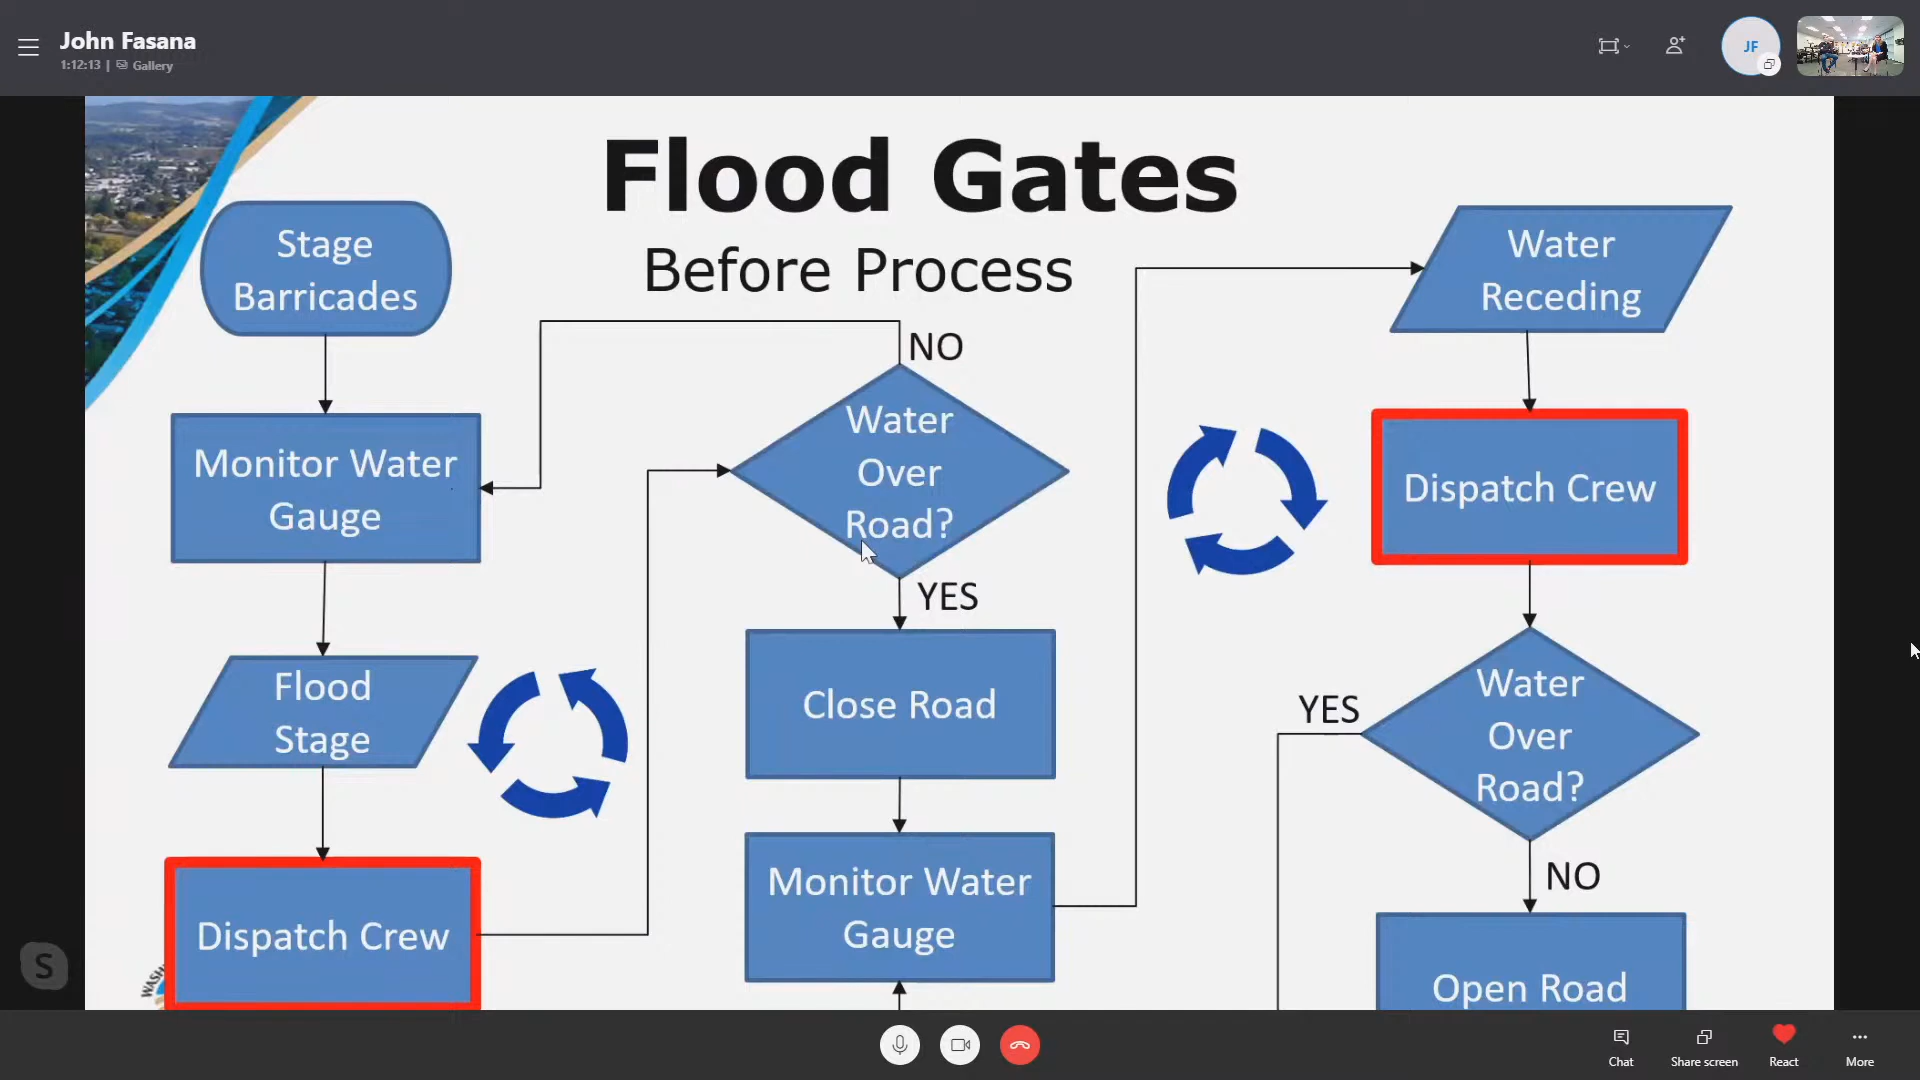 John Fasana
1:12:13 | Gallery
JF
Flood Gates
Before Process
Stage
Barricades
Monitor Water
Gauge
Flood
Stage
Dispatch Crew
NO
Water
Over
Road?
YES
Close Road
Monitor Water
Gauge
Water
Receding
Dispatch Crew
Water
Over
Road?
YES
NO
Open Road
WASH
S
Chat
Share screen
React
More